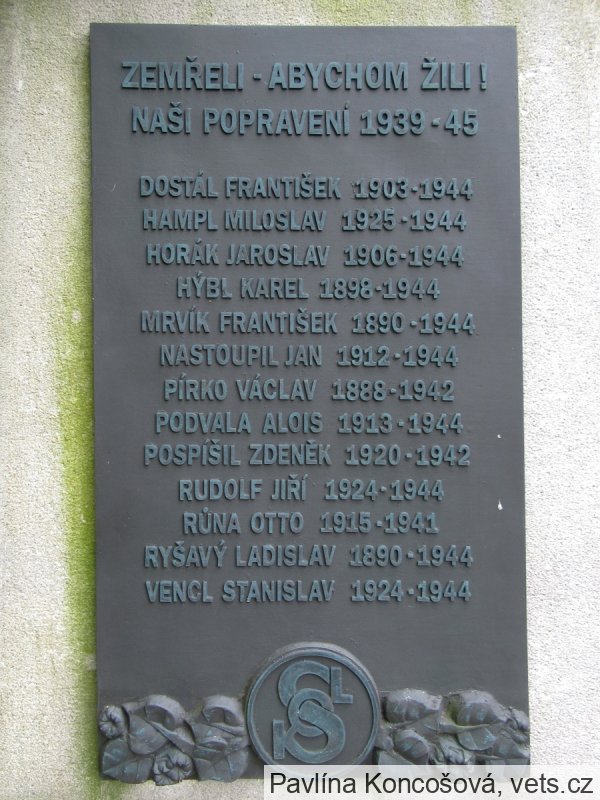 ZEMŘELI - ABYCHOM ŽILI!
NAŠI POPRAVENÍ 1939 - 45
DOSTÁL FRANTIŠEK 1903-1944
HAMPL MILOSLAV 1925-1944
HORÁK JAROSLAV 1906-1944
HÝBL KAREL 1898-1944
MRVÍK FRANTIŠEK 1890-1944
NASTOUPIL JAN 1912-1944
PÍRKO VÁCLAV 1888-1942
PODVALA ALOIS 1913-1944
POSPÍŠIL ZDENĚK 1920-1942
RUDOLF JIŘÍ 1924-1944
RŮNA OTTO 1915-1941
RYŠAVÝ LADISLAV 1890-1944
VENCL STANISLAV 1924-1944
Pavlína Koncošová, vets.cz